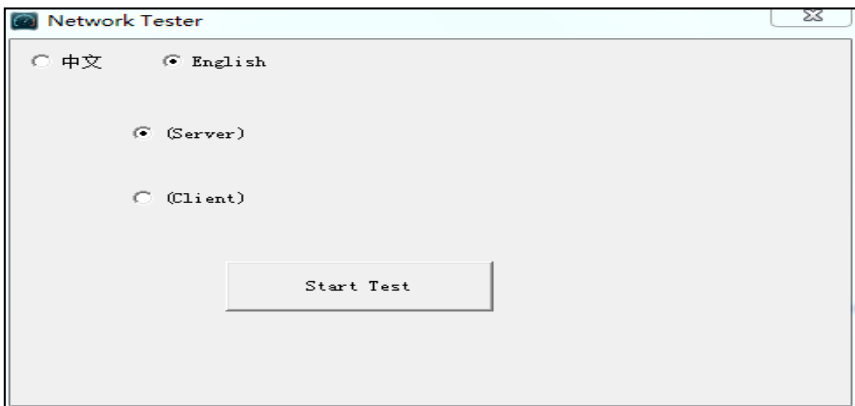 Network Tester
中文 English
(Server)
(Client)
Start Test